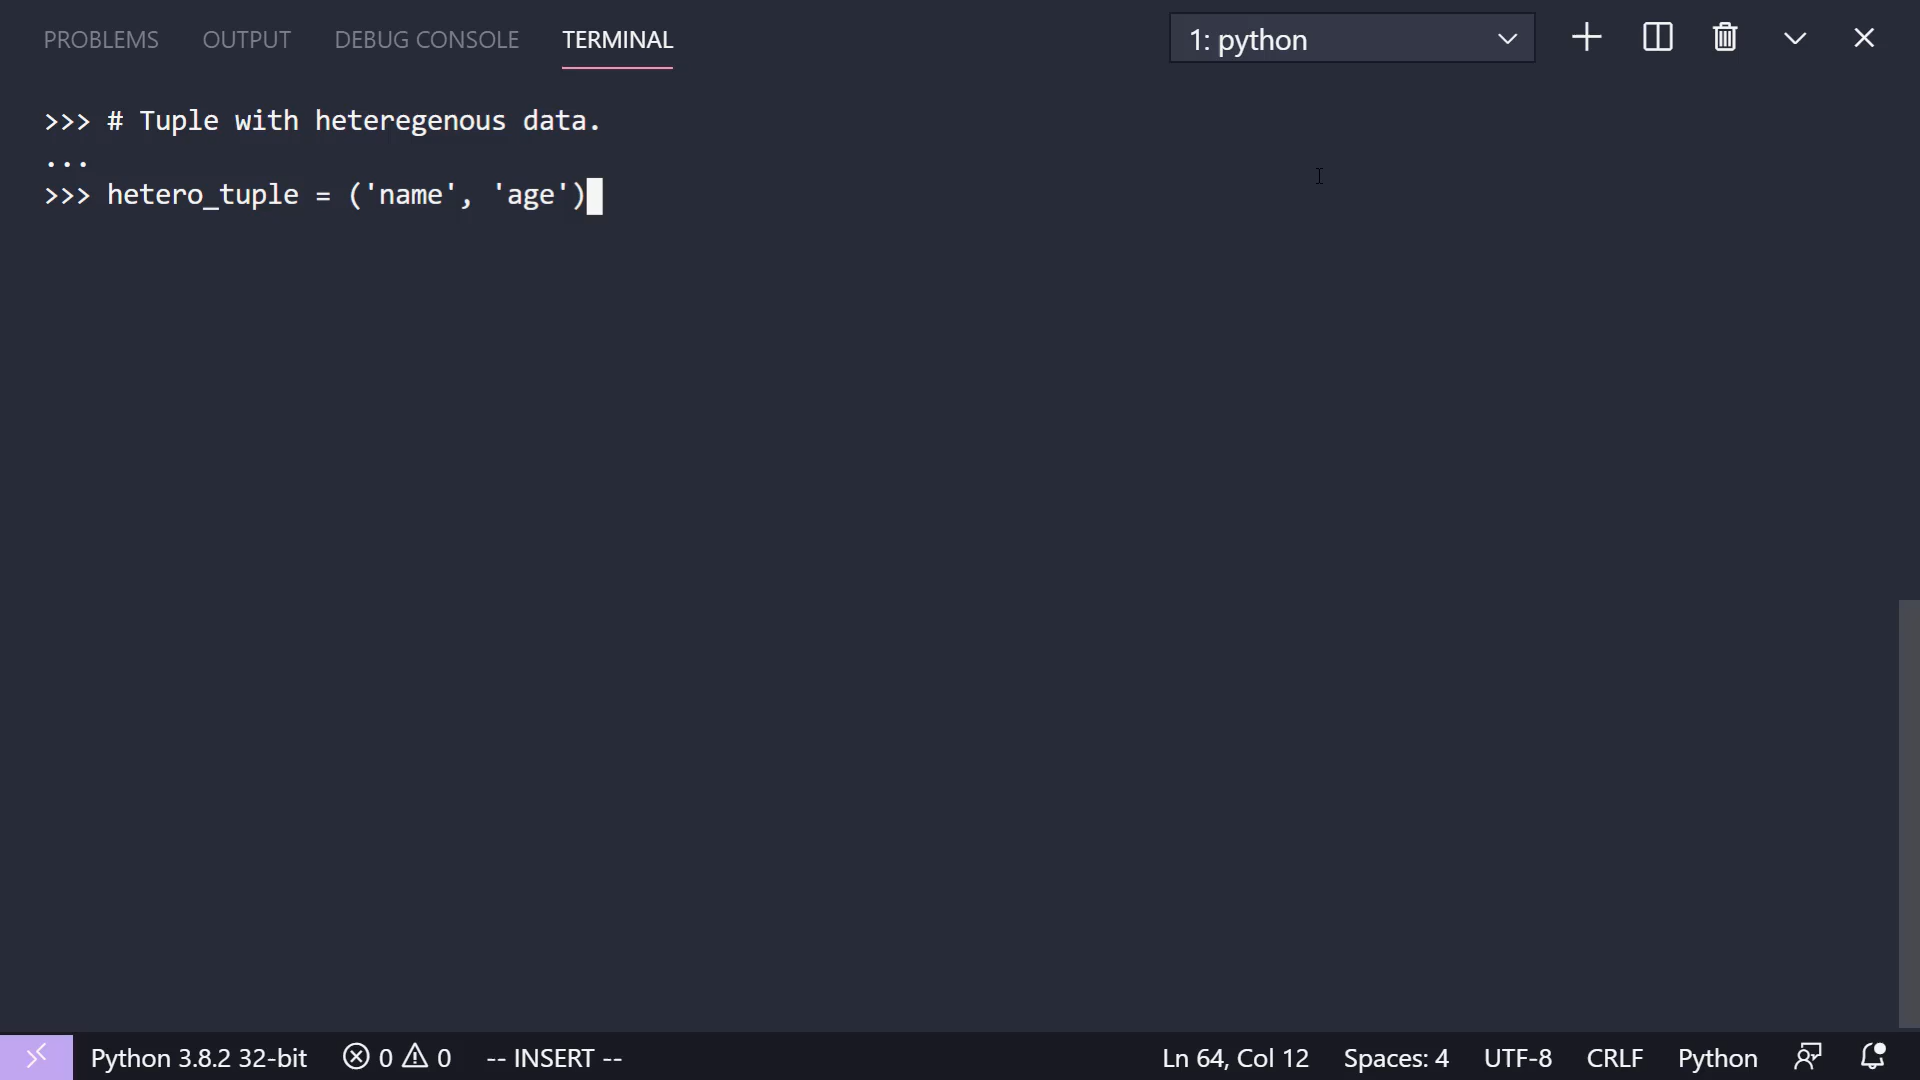 PROBLEMS OUTPUT DEBUG CONSOLE TERMINAL 1: python
>>> # Tuple with heteregenous data.
...
>>> hetero_tuple = ('name', 'age')
Python 3.8.2 32-bit 0 0 -- INSERT -- Ln 64, Col 12 Spaces: 4 UTF-8 CRLF Python